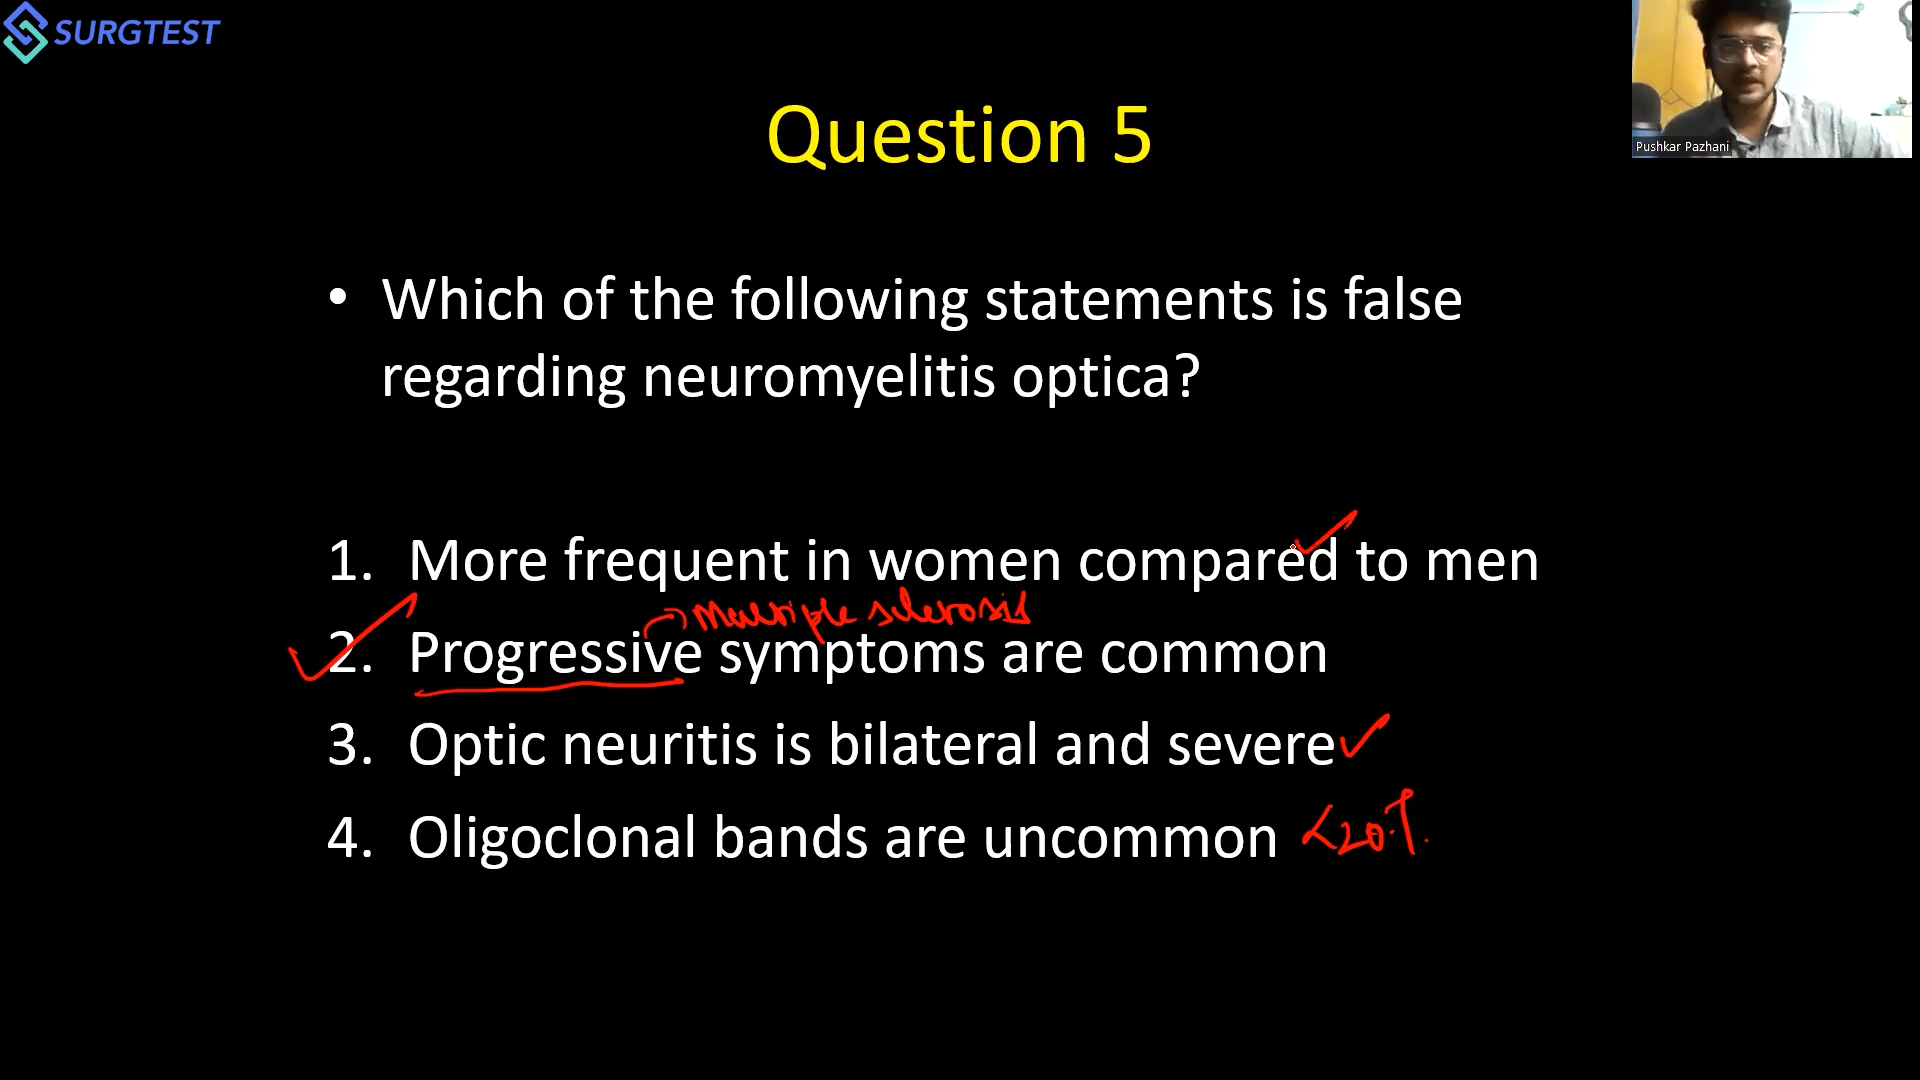 SURGTEST
Pushkar Pazhani
Question 5
• Which of the following statements is false
regarding neuromyelitis optica?
1. More frequent in women compared to men
Multiple sclerosis
2. Progressive symptoms are common
3. Optic neuritis is bilateral and severe
4. Oligoclonal bands are uncommon <20%